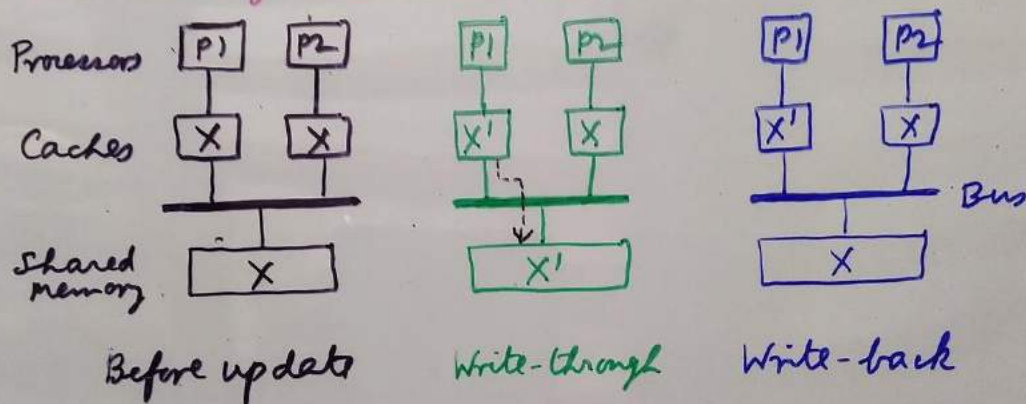 Processors P1 P2 P1 P2 P1 P2
Caches X X X' X X' X
Bus
Shared memory X X' X
Before update Write-through Write-back